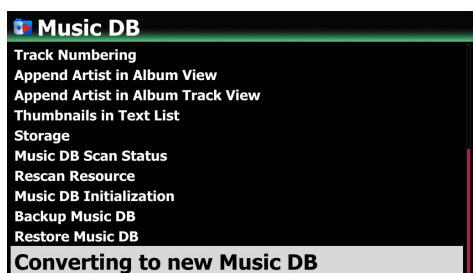 Music DB
Track Numbering
Append Artist in Album View
Append Artist in Album Track View
Thumbnails in Text List
Storage
Music DB Scan Status
Rescan Resource
Music DB Initialization
Backup Music DB
Restore Music DB
Converting to new Music DB